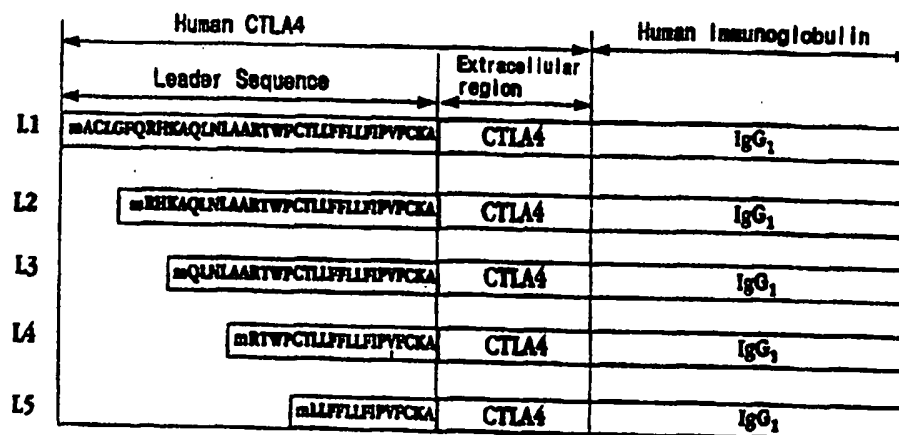 Human CTLA4
Human Immunoglobulin
Leader Sequence
Extracellular
region
L1 mACLGFQRHKAQLNLAARTWPCTLLFFLLFIPVFCKA CTLA4 IgG1
L2 mRHKAQLNLAARTWPCTLLFFLLFIPVFCKA CTLA4 IgG1
L3 mQLNLAARTWPCTLLFFLLFIPVFCKA CTLA4 IgG1
L4 mRTWPCTLLFFLLFIPVFCKA CTLA4 IgG1
L5 mLLFFLLFIPVFCKA CTLA4 IgG1